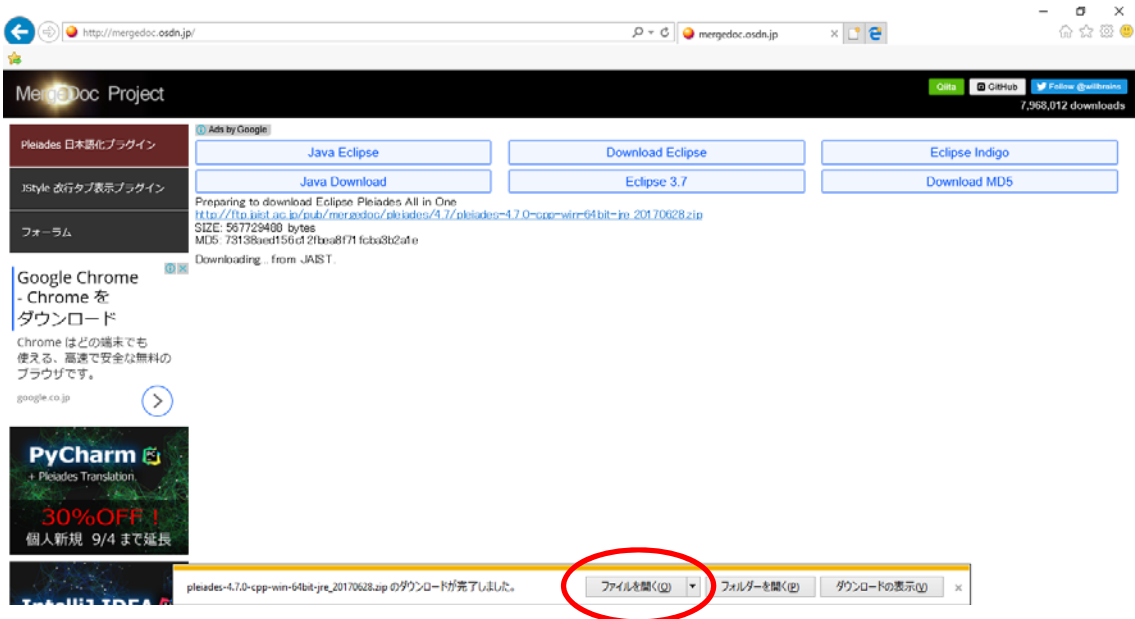 http://mergedoc.osdn.jp/
mergedoc.osdn.jp
MergeDoc Project
Qiita
GitHub
Follow @willbrains
7,968,012 downloads
Pleiades 日本語化プラグイン
JStyle 改行タブ表示プラグイン
フォーラム
Ads by Google
Java Eclipse
Download Eclipse
Eclipse Indigo
Java Download
Eclipse 3.7
Download MD5
Preparing to download Eclipse Pleiades All in One
http://ftp.jaist.ac.jp/pub/mergedoc/pleiades/4.7/pleiades-4.7.0-cpp-win-64bit-jre_20170628.zip
SIZE: 567729480 bytes
MD5: 73138aed156c12fbea8f71fcba3b2a1e
Downloading... from JAIST.
Google Chrome
- Chrome を
ダウンロード
Chrome はどの端末でも
使える、高速で安全な無料の
ブラウザです。
google.co.jp
PyCharm
+ Pleiades Translation
30%OFF !
個人新規 9/4 まで延長
IntelliJ IDEA
pleiades-4.7.0-cpp-win-64bit-jre_20170628.zip のダウンロードが完了しました。
ファイルを開く(O)
フォルダーを開く(P)
ダウンロードの表示(V)